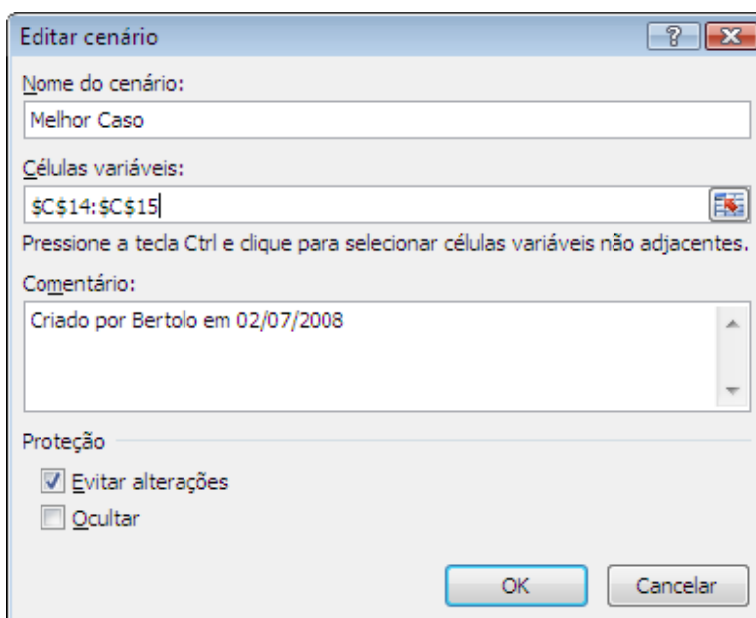 Editar cenário
Nome do cenário:
Melhor Caso
Células variáveis:
$C$14:$C$15
Pressione a tecla Ctrl e clique para selecionar células variáveis não adjacentes.
Comentário:
Criado por Bertolo em 02/07/2008
Proteção
Evitar alterações
Ocultar
OK
Cancelar